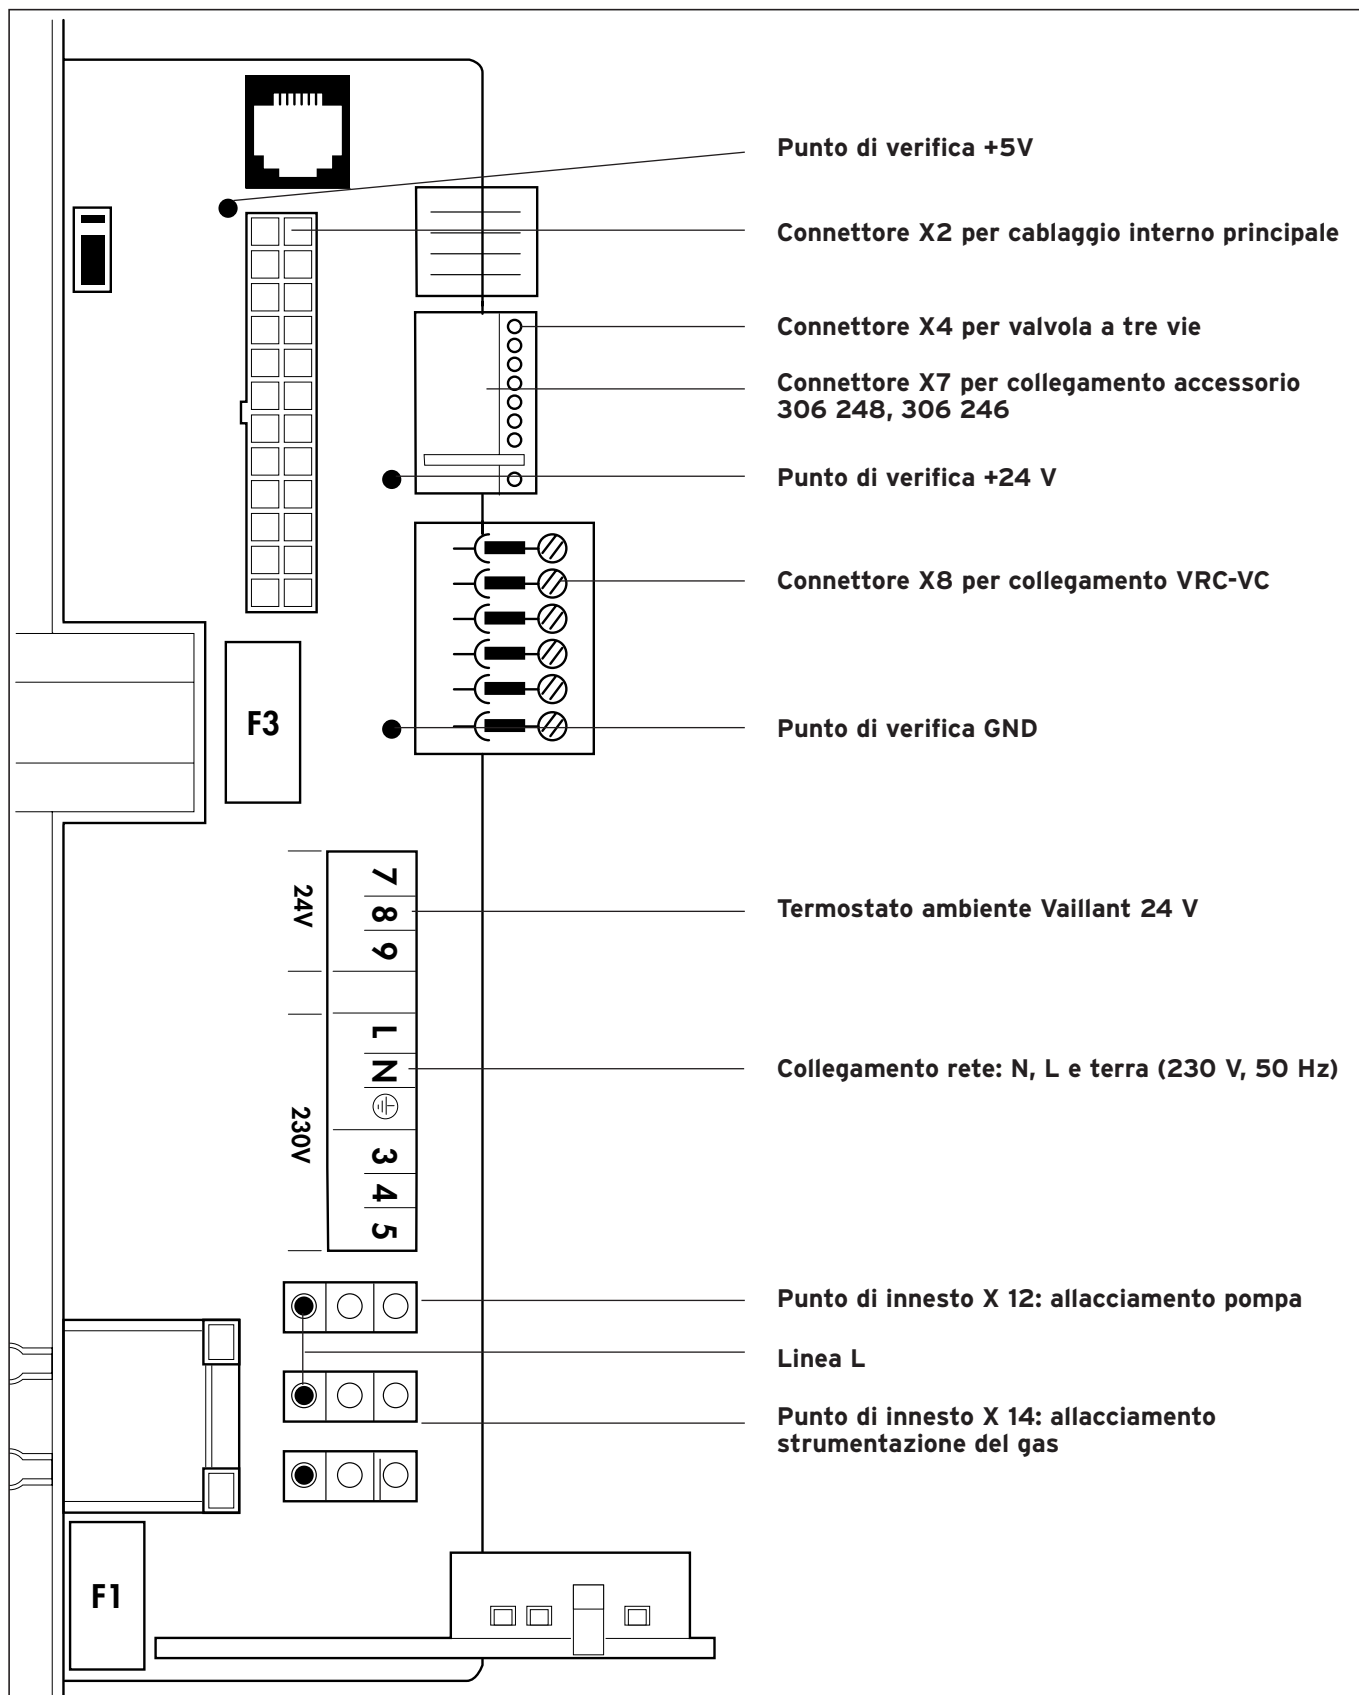 Punto di verifica +5V
Connettore X2 per cablaggio interno principale
Connettore X4 per valvola a tre vie
Connettore X7 per collegamento accessorio
306 248, 306 246
Punto di verifica +24 V
Connettore X8 per collegamento VRC-VC
F3
Punto di verifica GND
24V
7
8
9
Termostato ambiente Vaillant 24 V
230V
L
N
3
4
5
Collegamento rete: N, L e terra (230 V, 50 Hz)
Punto di innesto X 12: allacciamento pompa
Linea L
Punto di innesto X 14: allacciamento
strumentazione del gas
F1